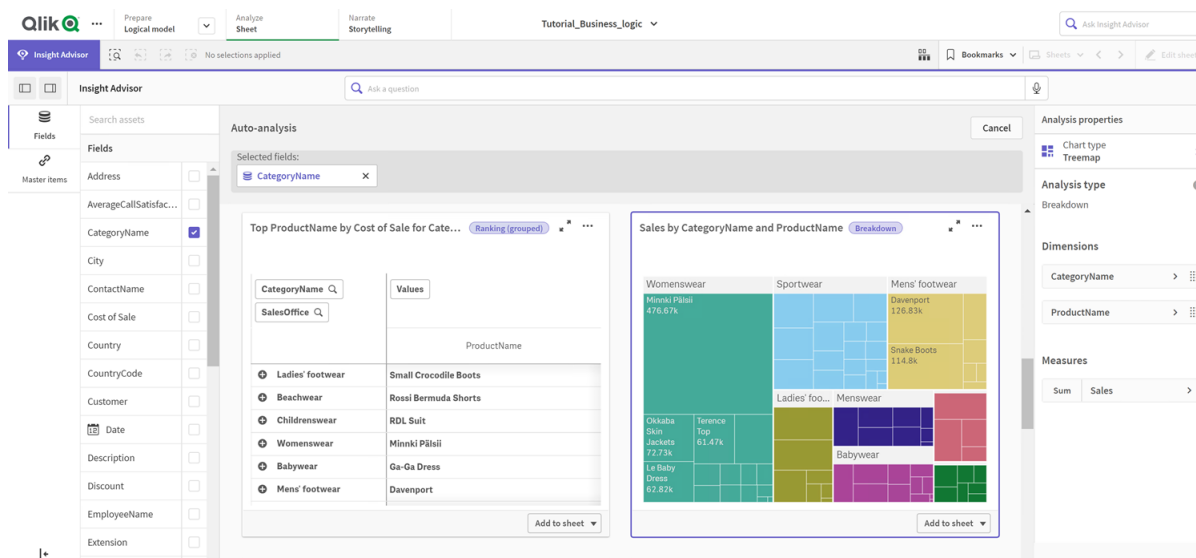 Qlik
Prepare
Logical model
Analyze
Sheet
Narrate
Storytelling
Tutorial_Business_logic
Ask Insight Advisor
Insight Advisor
No selections applied
Bookmarks
Sheets
Edit sheet
Insight Advisor
Ask a question
Fields
Master items
Search assets
Fields
Address
AverageCallSatisfac...
CategoryName
City
ContactName
Cost of Sale
Country
CountryCode
Customer
Date
Description
Discount
EmployeeName
Extension
Auto-analysis
Cancel
Selected fields:
CategoryName
Top ProductName by Cost of Sale for Cate...
Ranking (grouped)
CategoryName
Values
SalesOffice
ProductName
Ladies' footwear Small Crocodile Boots
Beachwear Rossi Bermuda Shorts
Childrenswear RDL Suit
Womenswear Minnki Pälsii
Babywear Ga-Ga Dress
Mens' footwear Davenport
Add to sheet
Sales by CategoryName and ProductName
Breakdown
Womenswear
Sportwear
Mens' footwear
Minnki Pälsii
476.67k
Davenport
126.83k
Snake Boots
114.8k
Ladies' foo...
Menswear
Okkaba
Skin
Jackets
72.73k
Terence
Top
61.47k
Babywear
Le Baby
Dress
62.82k
Add to sheet
Analysis properties
Chart type
Treemap
Analysis type
Breakdown
Dimensions
CategoryName
ProductName
Measures
Sum Sales